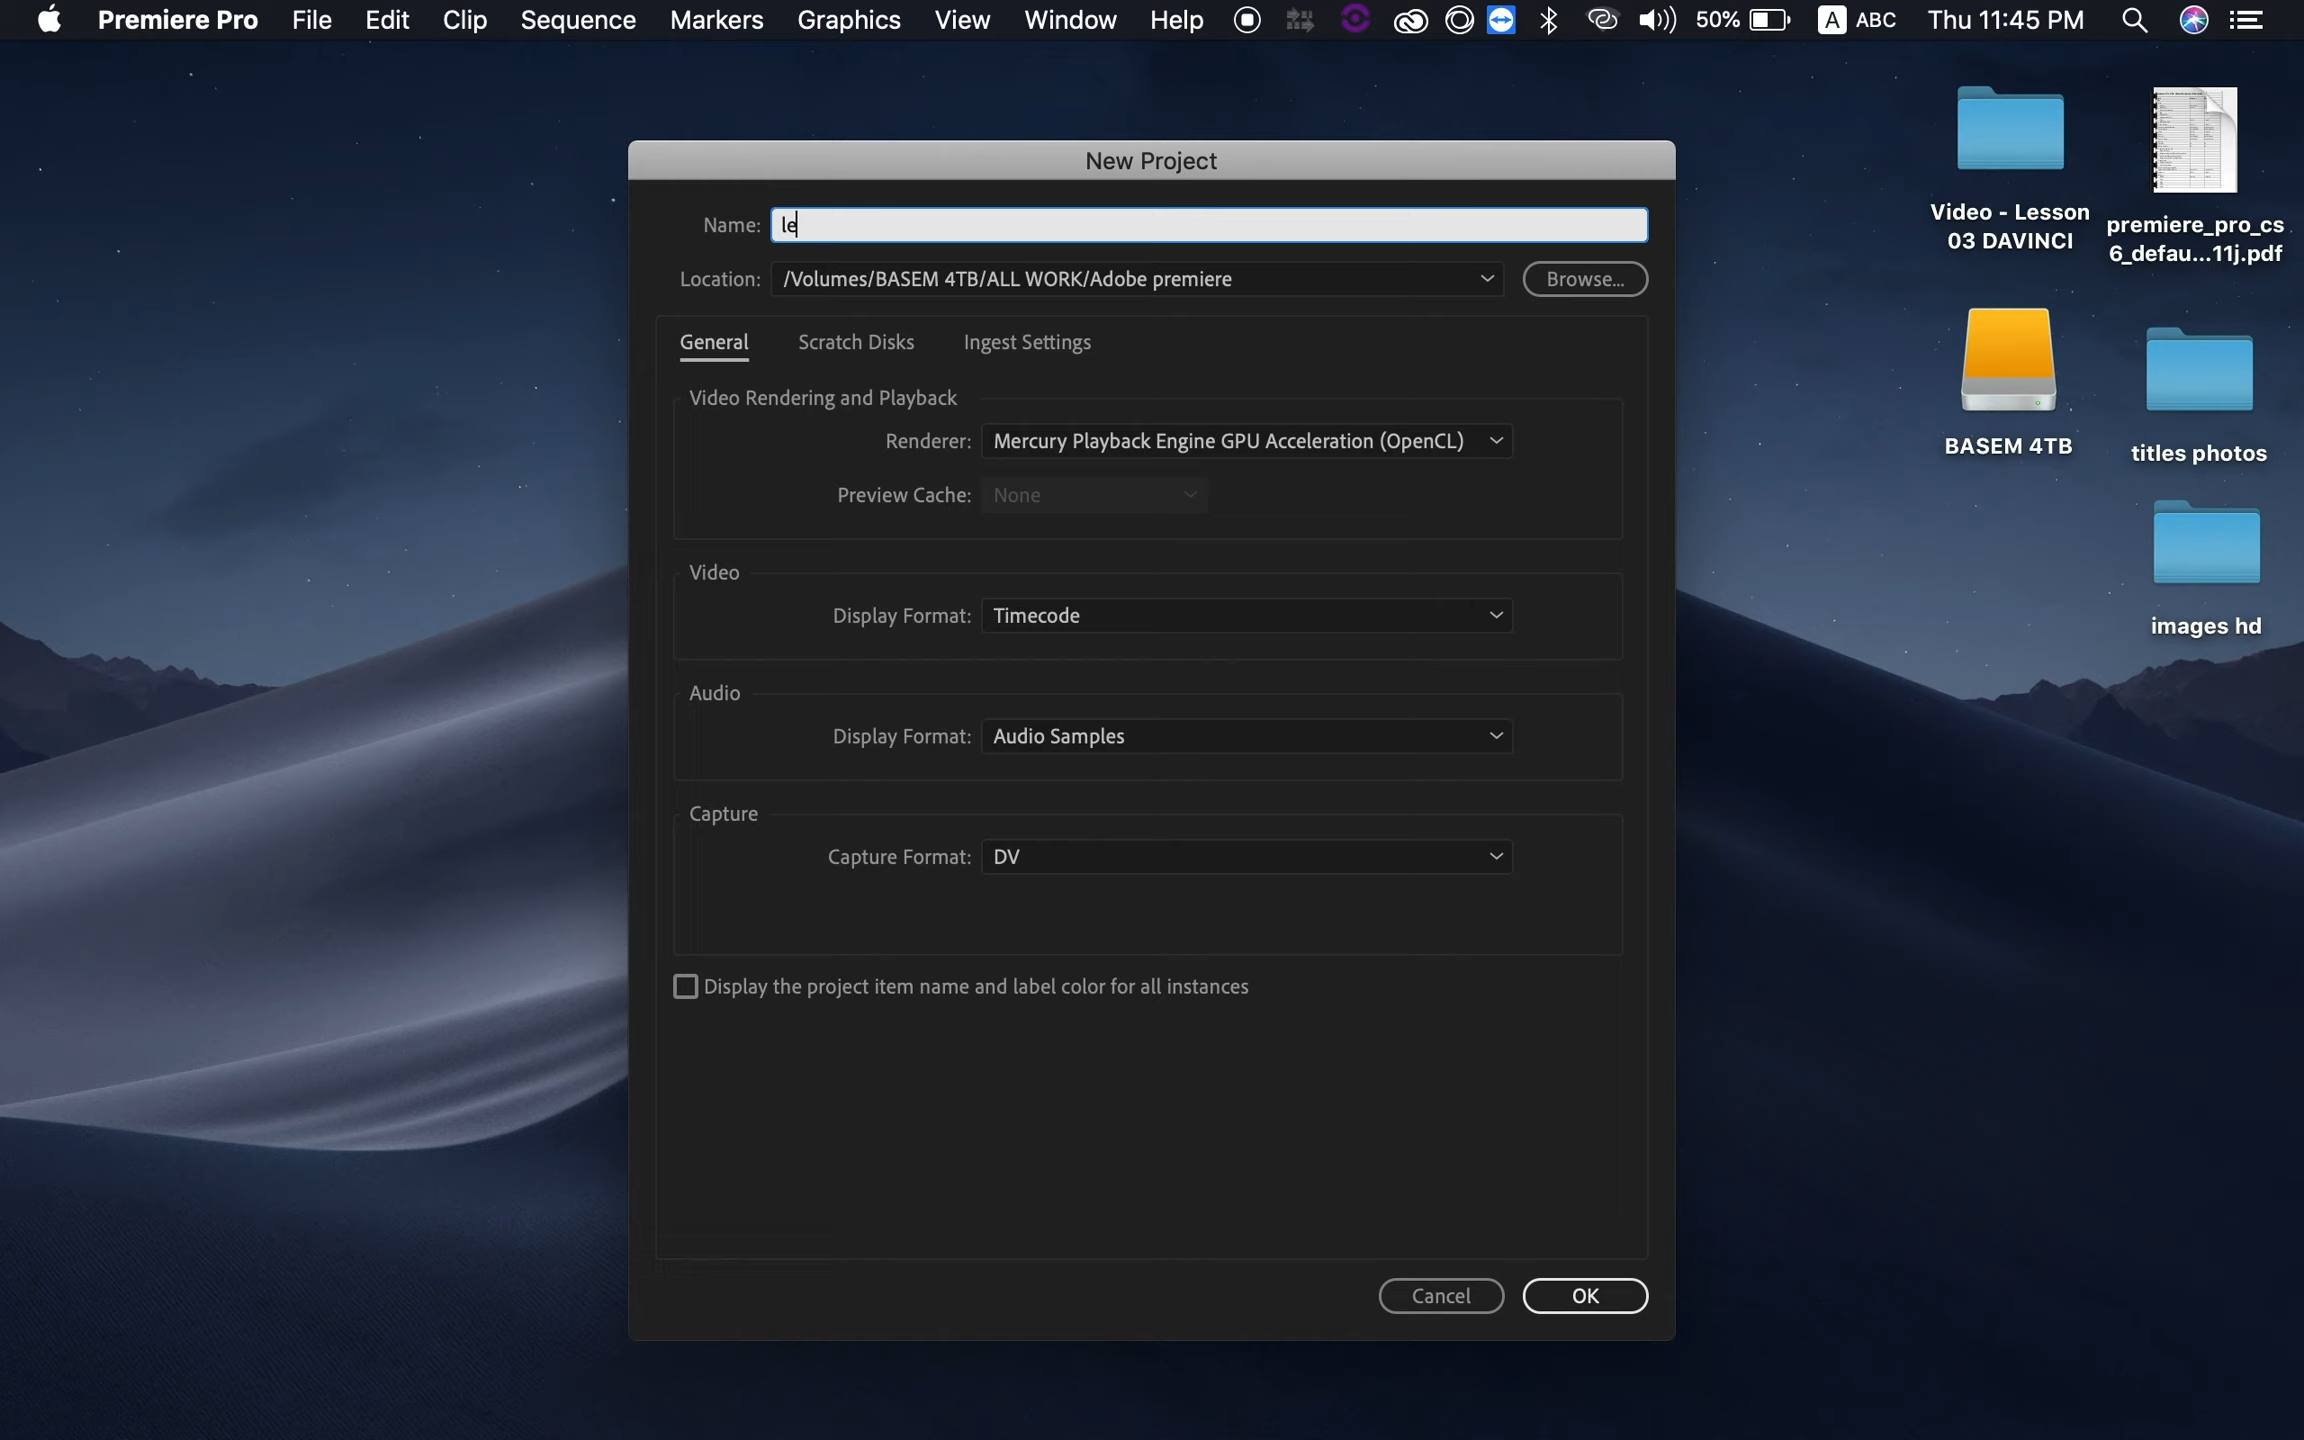 Premiere Pro File Edit Clip Sequence Markers Graphics View Window Help 50% A ABC Thu 11:45 PM
New Project
Name: le
Location: /Volumes/BASEM 4TB/ALL WORK/Adobe premiere Browse...
General Scratch Disks Ingest Settings
Video Rendering and Playback
Renderer: Mercury Playback Engine GPU Acceleration (OpenCL)
Preview Cache: None
Video
Display Format: Timecode
Audio
Display Format: Audio Samples
Capture
Capture Format: DV
Display the project item name and label color for all instances
Cancel OK
Video - Lesson
03 DAVINCI
premiere_pro_cs
6_defau...11j.pdf
BASEM 4TB
titles photos
images hd